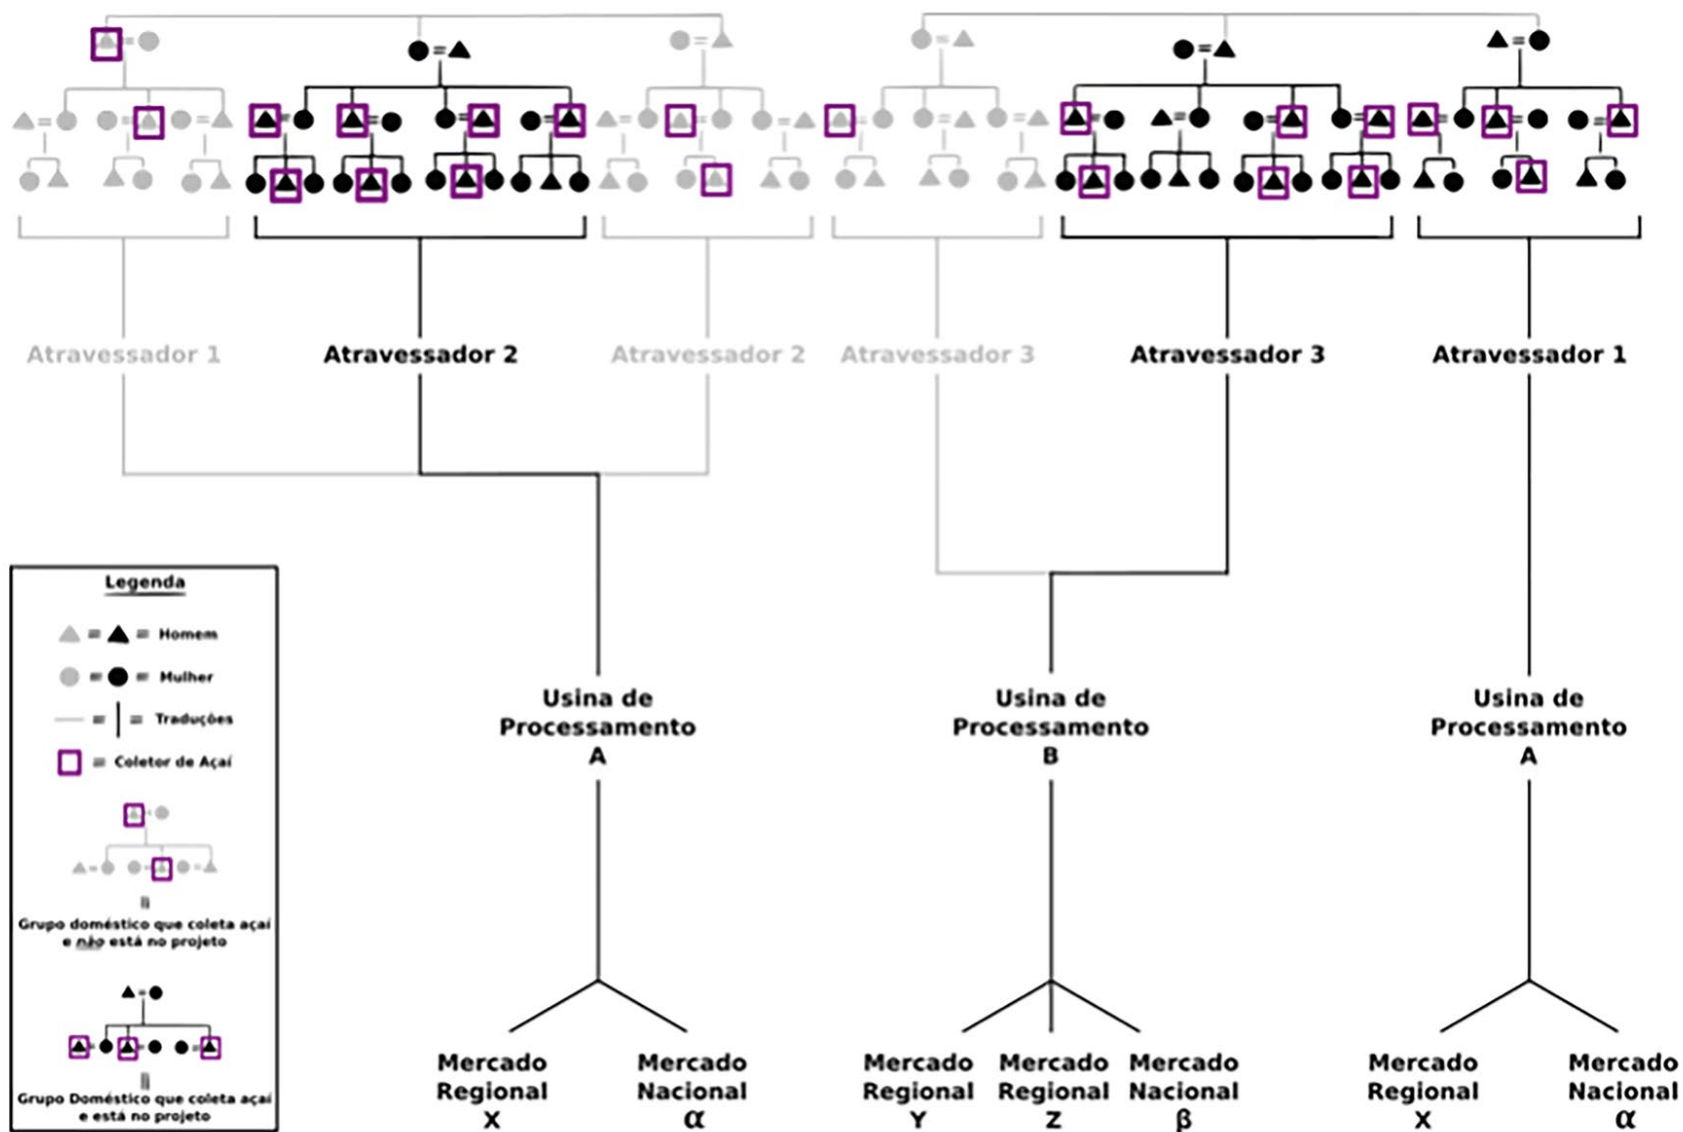 Atravessador 1
Atravessador 2
Atravessador 2
Atravessador 3
Atravessador 3
Atravessador 1
Legenda
= = Homem
= = Mulher
= = Traduções
= Coletor de Açaí
Grupo doméstico que coleta açaí
e não está no projeto
Grupo Doméstico que coleta açaí
e está no projeto
Usina de
Processamento
A
Usina de
Processamento
B
Usina de
Processamento
A
Mercado
Regional
X
Mercado
Nacional
α
Mercado
Regional
Y
Mercado
Regional
Z
Mercado
Nacional
β
Mercado
Regional
X
Mercado
Nacional
α